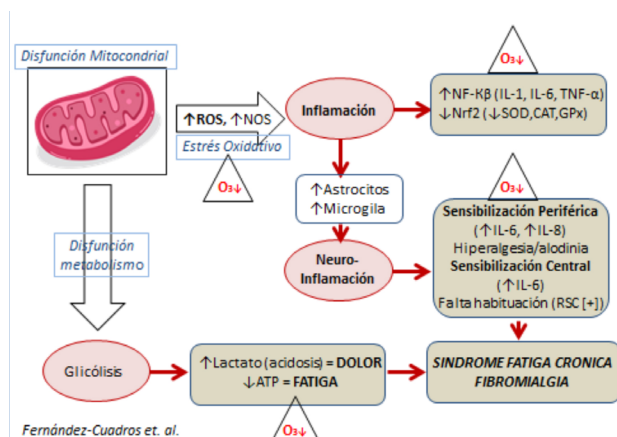 Disfunción Mitocondrial
↑ROS, ↑NOS
Estrés Oxidativo
O3↓
Inflamación
O3↓
↑NF-Kβ (IL-1, IL-6, TNF-α)
↓Nrf2 (↓SOD,CAT,GPx)
↑Astrocitos
↑Microgila
Neuro-
Inflamación
O3↓
Sensibilización Periférica
(↑IL-6, ↑IL-8)
Hiperalgesia/alodinia
Sensibilización Central
(↑IL-6)
Falta habituación (RSC [+])
Disfunción
metabolismo
Glicólisis
↑Lactato (acidosis) = DOLOR
↓ATP = FATIGA
O3↓
SINDROME FATIGA CRONICA
FIBROMIALGIA
Fernández-Cuadros et. al.